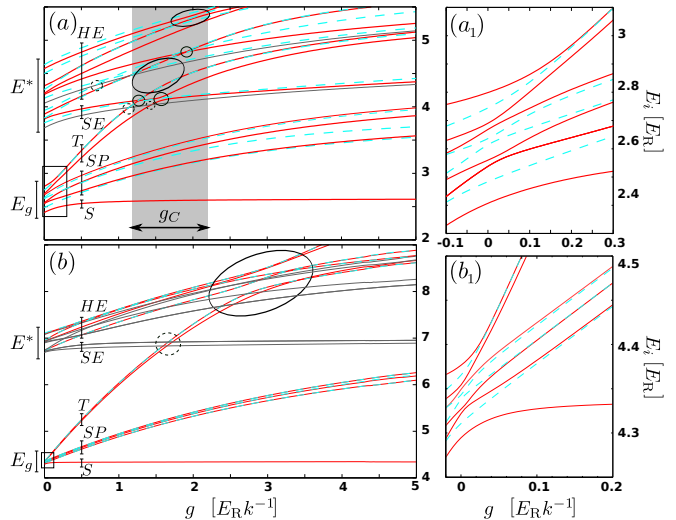 (a)
HE
E*
SE
T
SP
E_g
S
g_C
5
4
3
2
(a₁)
3
2.8
2.6
2.4
E_i [E_R]
-0.1 0 0.1 0.2 0.3
(b)
HE
E*
SE
T
SP
E_g
S
8
7
6
5
4
0 1 2 3 4 5
g [E_R k⁻¹]
(b₁)
4.5
4.4
4.3
E_i [E_R]
0 0.1 0.2
g [E_R k⁻¹]